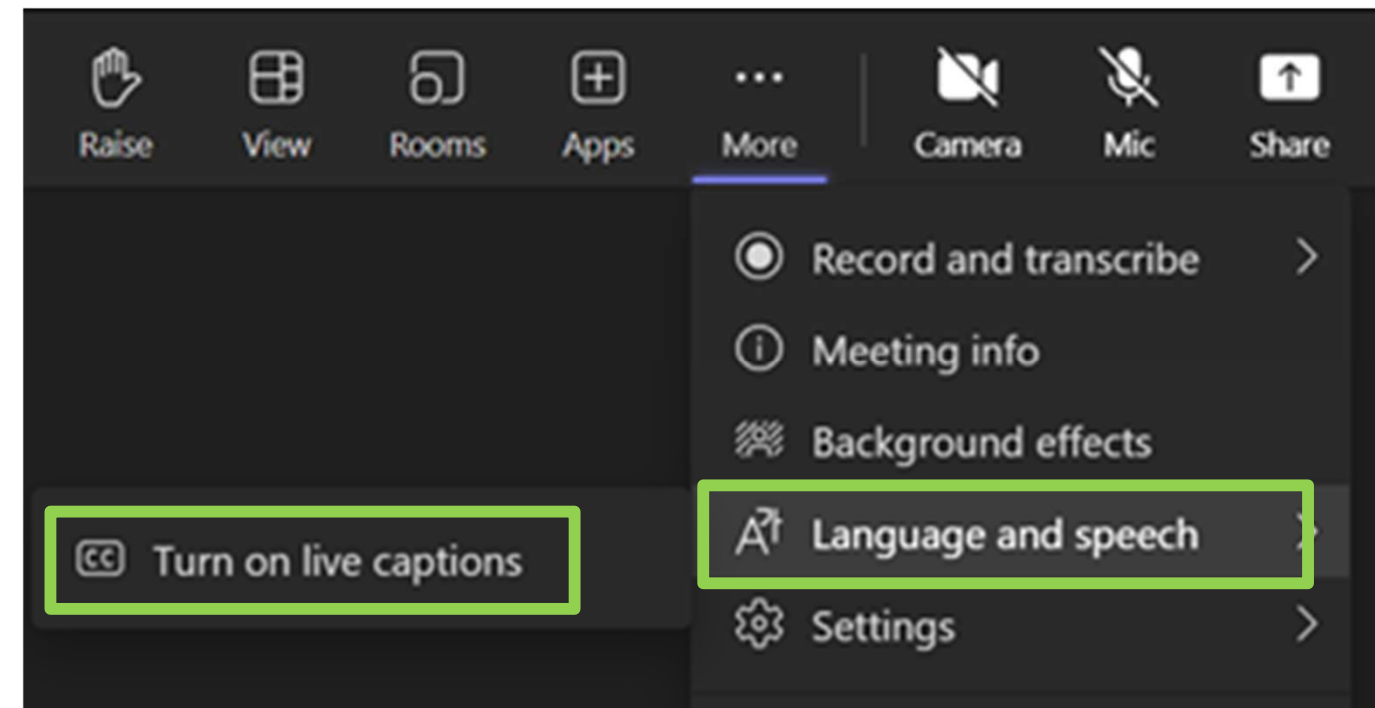 Raise View Rooms Apps More Camera Mic Share
Record and transcribe
Meeting info
Background effects
Language and speech
CC Turn on live captions
Settings